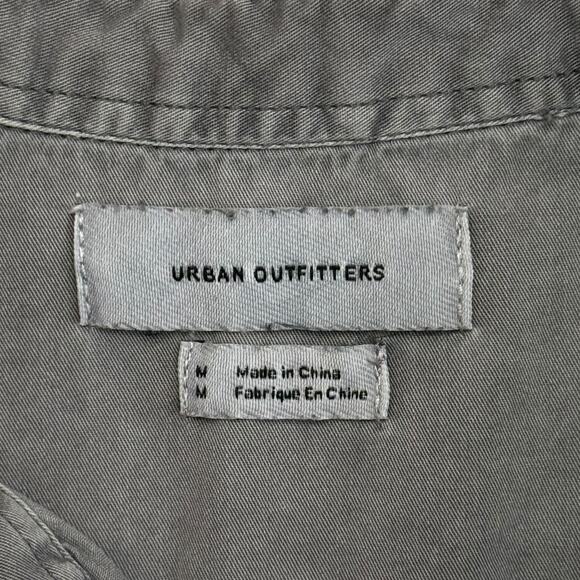 URBAN OUTFITTERS
M Made in China
M Fabrique En Chine